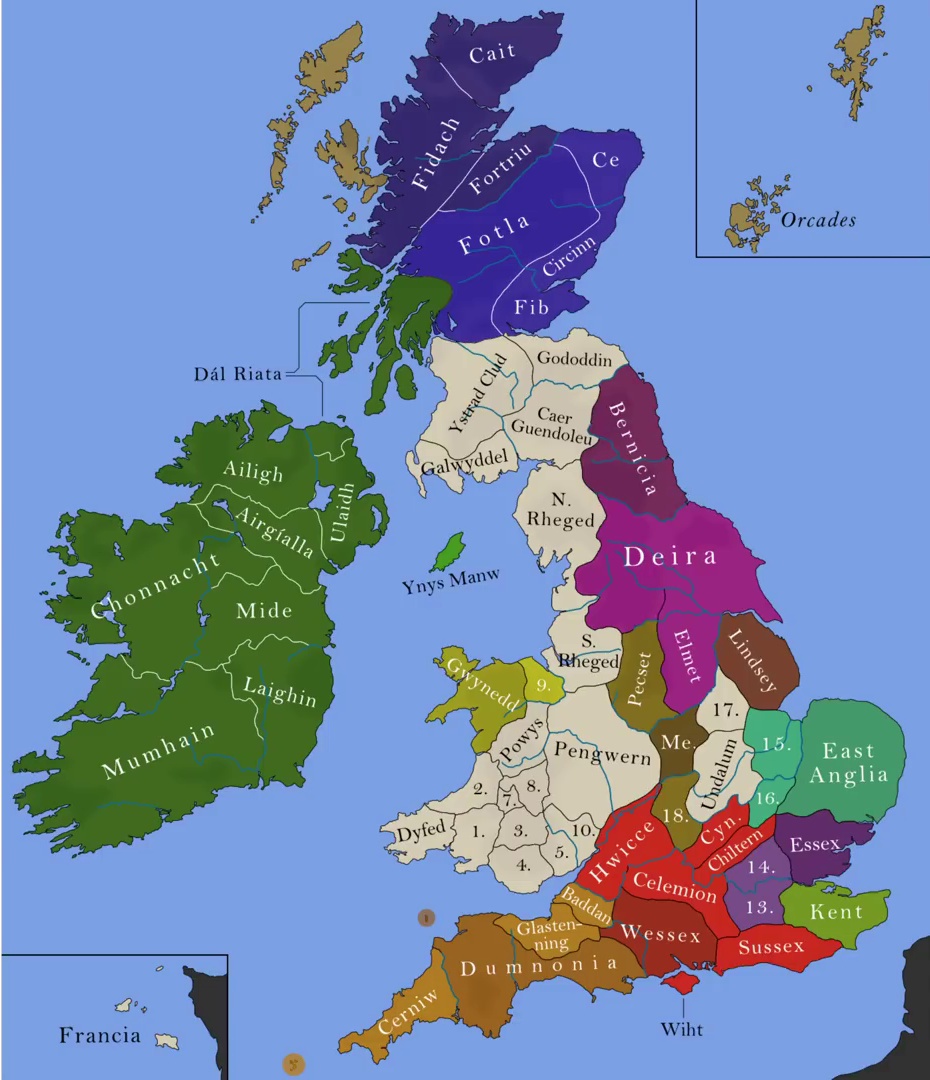 Cait
Fidach
Fortriu
Ce
Orcades
Fotla
Circinn
Fib
Gododdin
Dál Riata
Ystrad Clud
Caer
Guendoleu
Bernicia
Galwyddel
Ailigh
Ulaidh
Airgíalla
N.
Rheged
Deira
Chonnacht
Ynys Manw
Mide
S.
Rheged
Pecset
Elmet
Lindsey
Gwynedd
9.
Laighin
17.
Mumhain
Powys
Pengwern
Me.
15.
East
Anglia
Undalum
2.
8.
7.
16.
18.
Dyfed
1.
3.
10.
Cyn.
Chiltern
Essex
4.
5.
Hwicce
14.
Celemion
Baddan
13.
Kent
Glasten-
ning
Wessex
Sussex
Dumnonia
Cerniw
Wiht
Francia